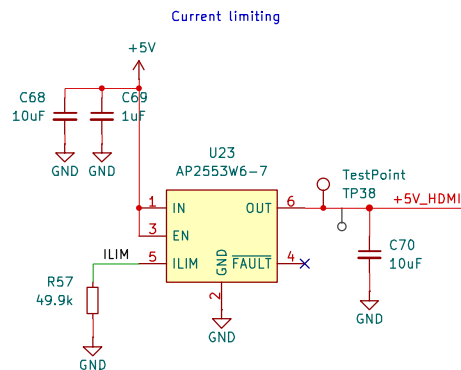 Current limiting
+5V
C68
10uF
C69
1uF
GND
GND
U23
AP2553W6-7
TestPoint
TP38
+5V_HDMI
1
IN
OUT
6
3
EN
ILIM
5
ILIM
GND
FAULT
4
2
R57
49.9k
C70
10uF
GND
GND
GND